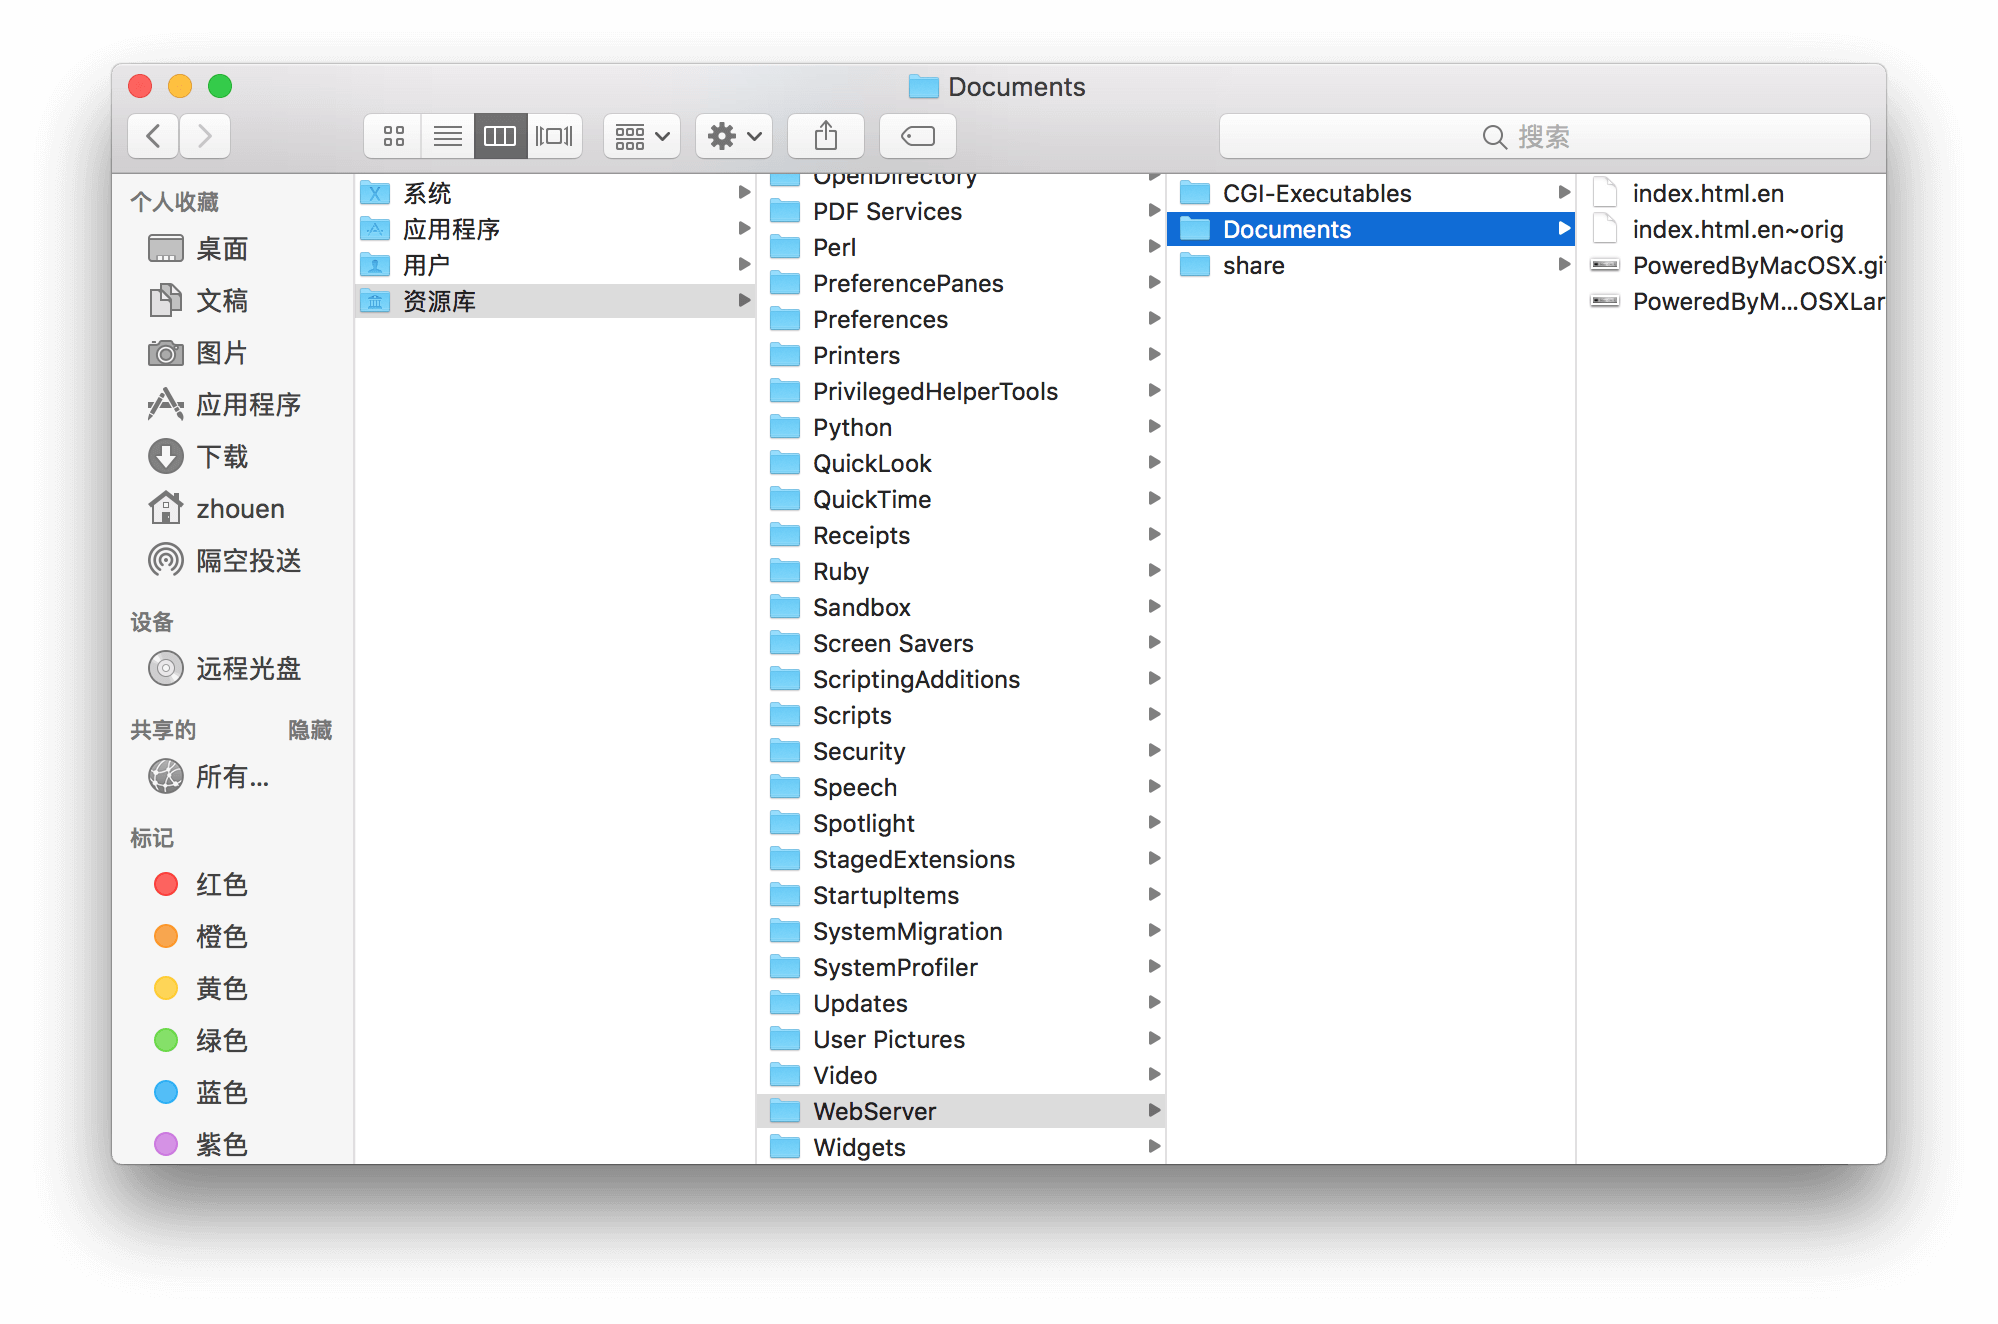 Documents
搜索
个人收藏
桌面
文稿
图片
应用程序
下载
zhouen
隔空投送
设备
远程光盘
共享的 隐藏
所有...
标记
红色
橙色
黄色
绿色
蓝色
紫色
系统
应用程序
用户
资源库
OpenDirectory
PDF Services
Perl
PreferencePanes
Preferences
Printers
PrivilegedHelperTools
Python
QuickLook
QuickTime
Receipts
Ruby
Sandbox
Screen Savers
ScriptingAdditions
Scripts
Security
Speech
Spotlight
StagedExtensions
StartupItems
SystemMigration
SystemProfiler
Updates
User Pictures
Video
WebServer
Widgets
CGI-Executables
Documents
share
index.html.en
index.html.en~orig
PoweredByMacOSX.gi
PoweredByM...OSXLar